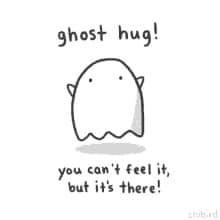 ghost hug!
you can't feel it,
but it's there!
chibird